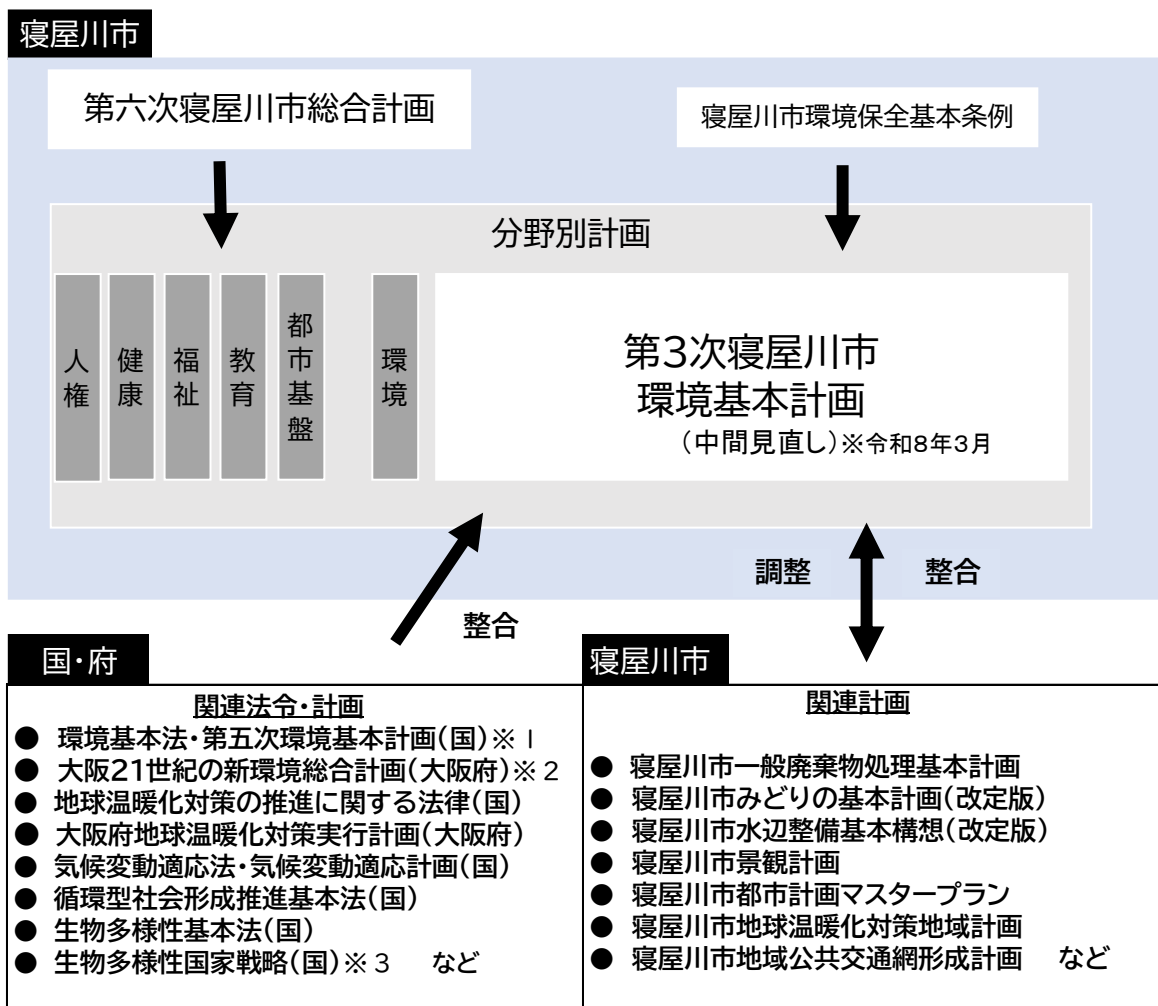 寝屋川市
第六次寝屋川市総合計画
寝屋川市環境保全基本条例
分野別計画
人権
健康
福祉
教育
都市基盤
環境
第3次寝屋川市
環境基本計画
(中間見直し)※令和8年3月
調整
整合
整合
国・府
関連法令・計画
● 環境基本法・第五次環境基本計画(国)※1
● 大阪21世紀の新環境総合計画(大阪府)※2
● 地球温暖化対策の推進に関する法律(国)
● 大阪府地球温暖化対策実行計画(大阪府)
● 気候変動適応法・気候変動適応計画(国)
● 循環型社会形成推進基本法(国)
● 生物多様性基本法(国)
● 生物多様性国家戦略(国)※3 など
寝屋川市
関連計画
● 寝屋川市一般廃棄物処理基本計画
● 寝屋川市みどりの基本計画(改定版)
● 寝屋川市水辺整備基本構想(改定版)
● 寝屋川市景観計画
● 寝屋川市都市計画マスタープラン
● 寝屋川市地球温暖化対策地域計画
● 寝屋川市地域公共交通網形成計画 など